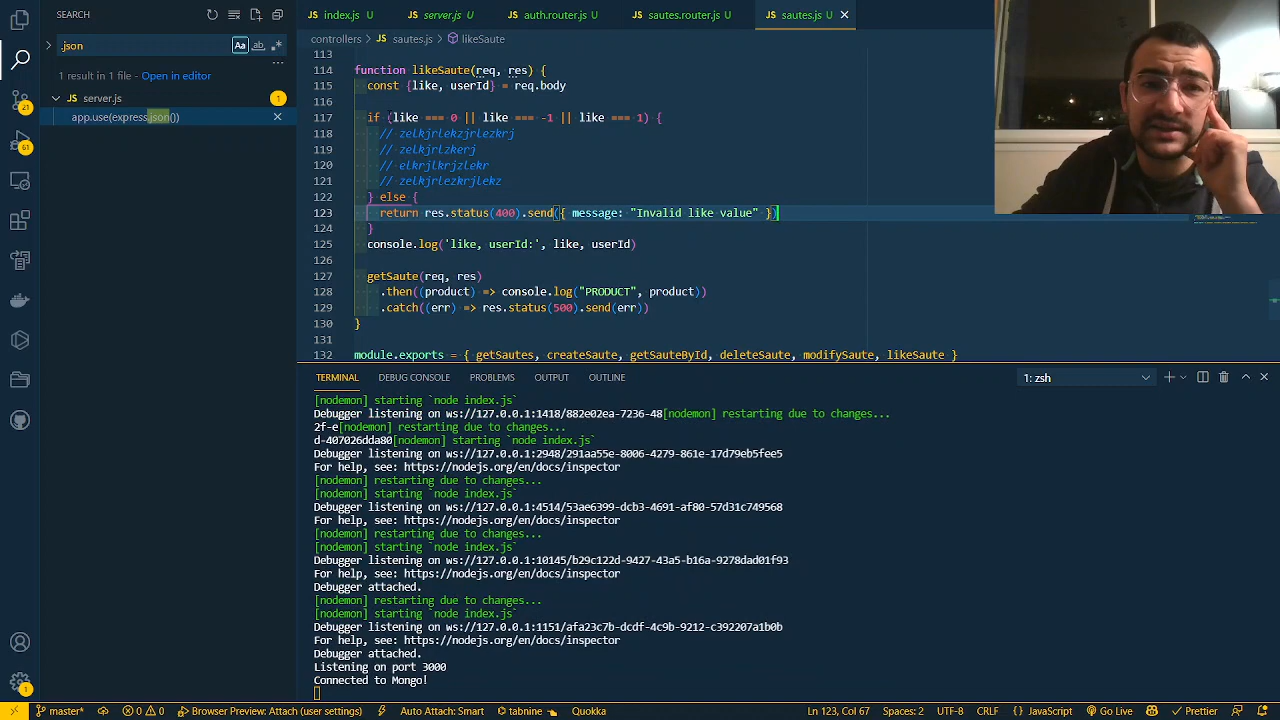 index.js U
server.js U
auth.router.js U
sautes.router.js U
sautes.js U
SEARCH
.json
Aa
ab
1 result in 1 file - Open in editor
server.js
1
app.use(express.json())
controllers > sautes.js > likeSaute
113
114 function likeSaute(req, res) {
115 const {like, userId} = req.body
116
117 if (like === 0 || like === -1 || like === 1) {
118 // zelkjrlekzjrlezkrj
119 // zelkjrlzkerj
120 // elkrjlkrjzlekr
121 // zelkjrlezkrjlekz
122 } else {
123 return res.status(400).send({ message: "Invalid like value" })
124 }
125 console.log('like, userId:', like, userId)
126
127 getSaute(req, res)
128 .then((product) => console.log("PRODUCT", product))
129 .catch((err) => res.status(500).send(err))
130 }
131
132 module.exports = { getSautes, createSaute, getSauteById, deleteSaute, modifySaute, likeSaute }
21
61
TERMINAL DEBUG CONSOLE PROBLEMS OUTPUT OUTLINE
1: zsh
[nodemon] starting `node index.js`
Debugger listening on ws://127.0.0.1:1418/882e02ea-7236-48[nodemon] restarting due to changes...
2f-e[nodemon] restarting due to changes...
d-407026dda80[nodemon] starting `node index.js`
Debugger listening on ws://127.0.0.1:2948/291aa55e-8006-4279-861e-17d79eb5fee5
For help, see: https://nodejs.org/en/docs/inspector
[nodemon] restarting due to changes...
[nodemon] starting `node index.js`
Debugger listening on ws://127.0.0.1:4514/53ae6399-dcb3-4691-af80-57d31c749568
For help, see: https://nodejs.org/en/docs/inspector
[nodemon] restarting due to changes...
[nodemon] starting `node index.js`
Debugger listening on ws://127.0.0.1:10145/b29c122d-9427-43a5-b16a-9278dad01f93
For help, see: https://nodejs.org/en/docs/inspector
Debugger attached.
[nodemon] restarting due to changes...
[nodemon] starting `node index.js`
Debugger listening on ws://127.0.0.1:1151/afa23c7b-dcdf-4c9b-9212-c392207a1b0b
For help, see: https://nodejs.org/en/docs/inspector
Debugger attached.
Listening on port 3000
Connected to Mongo!
1
master* 0 0 Browser Preview: Attach (user settings) Auto Attach: Smart tabnine Quokka Ln 123, Col 67 Spaces: 2 UTF-8 CRLF {} JavaScript Go Live Prettier